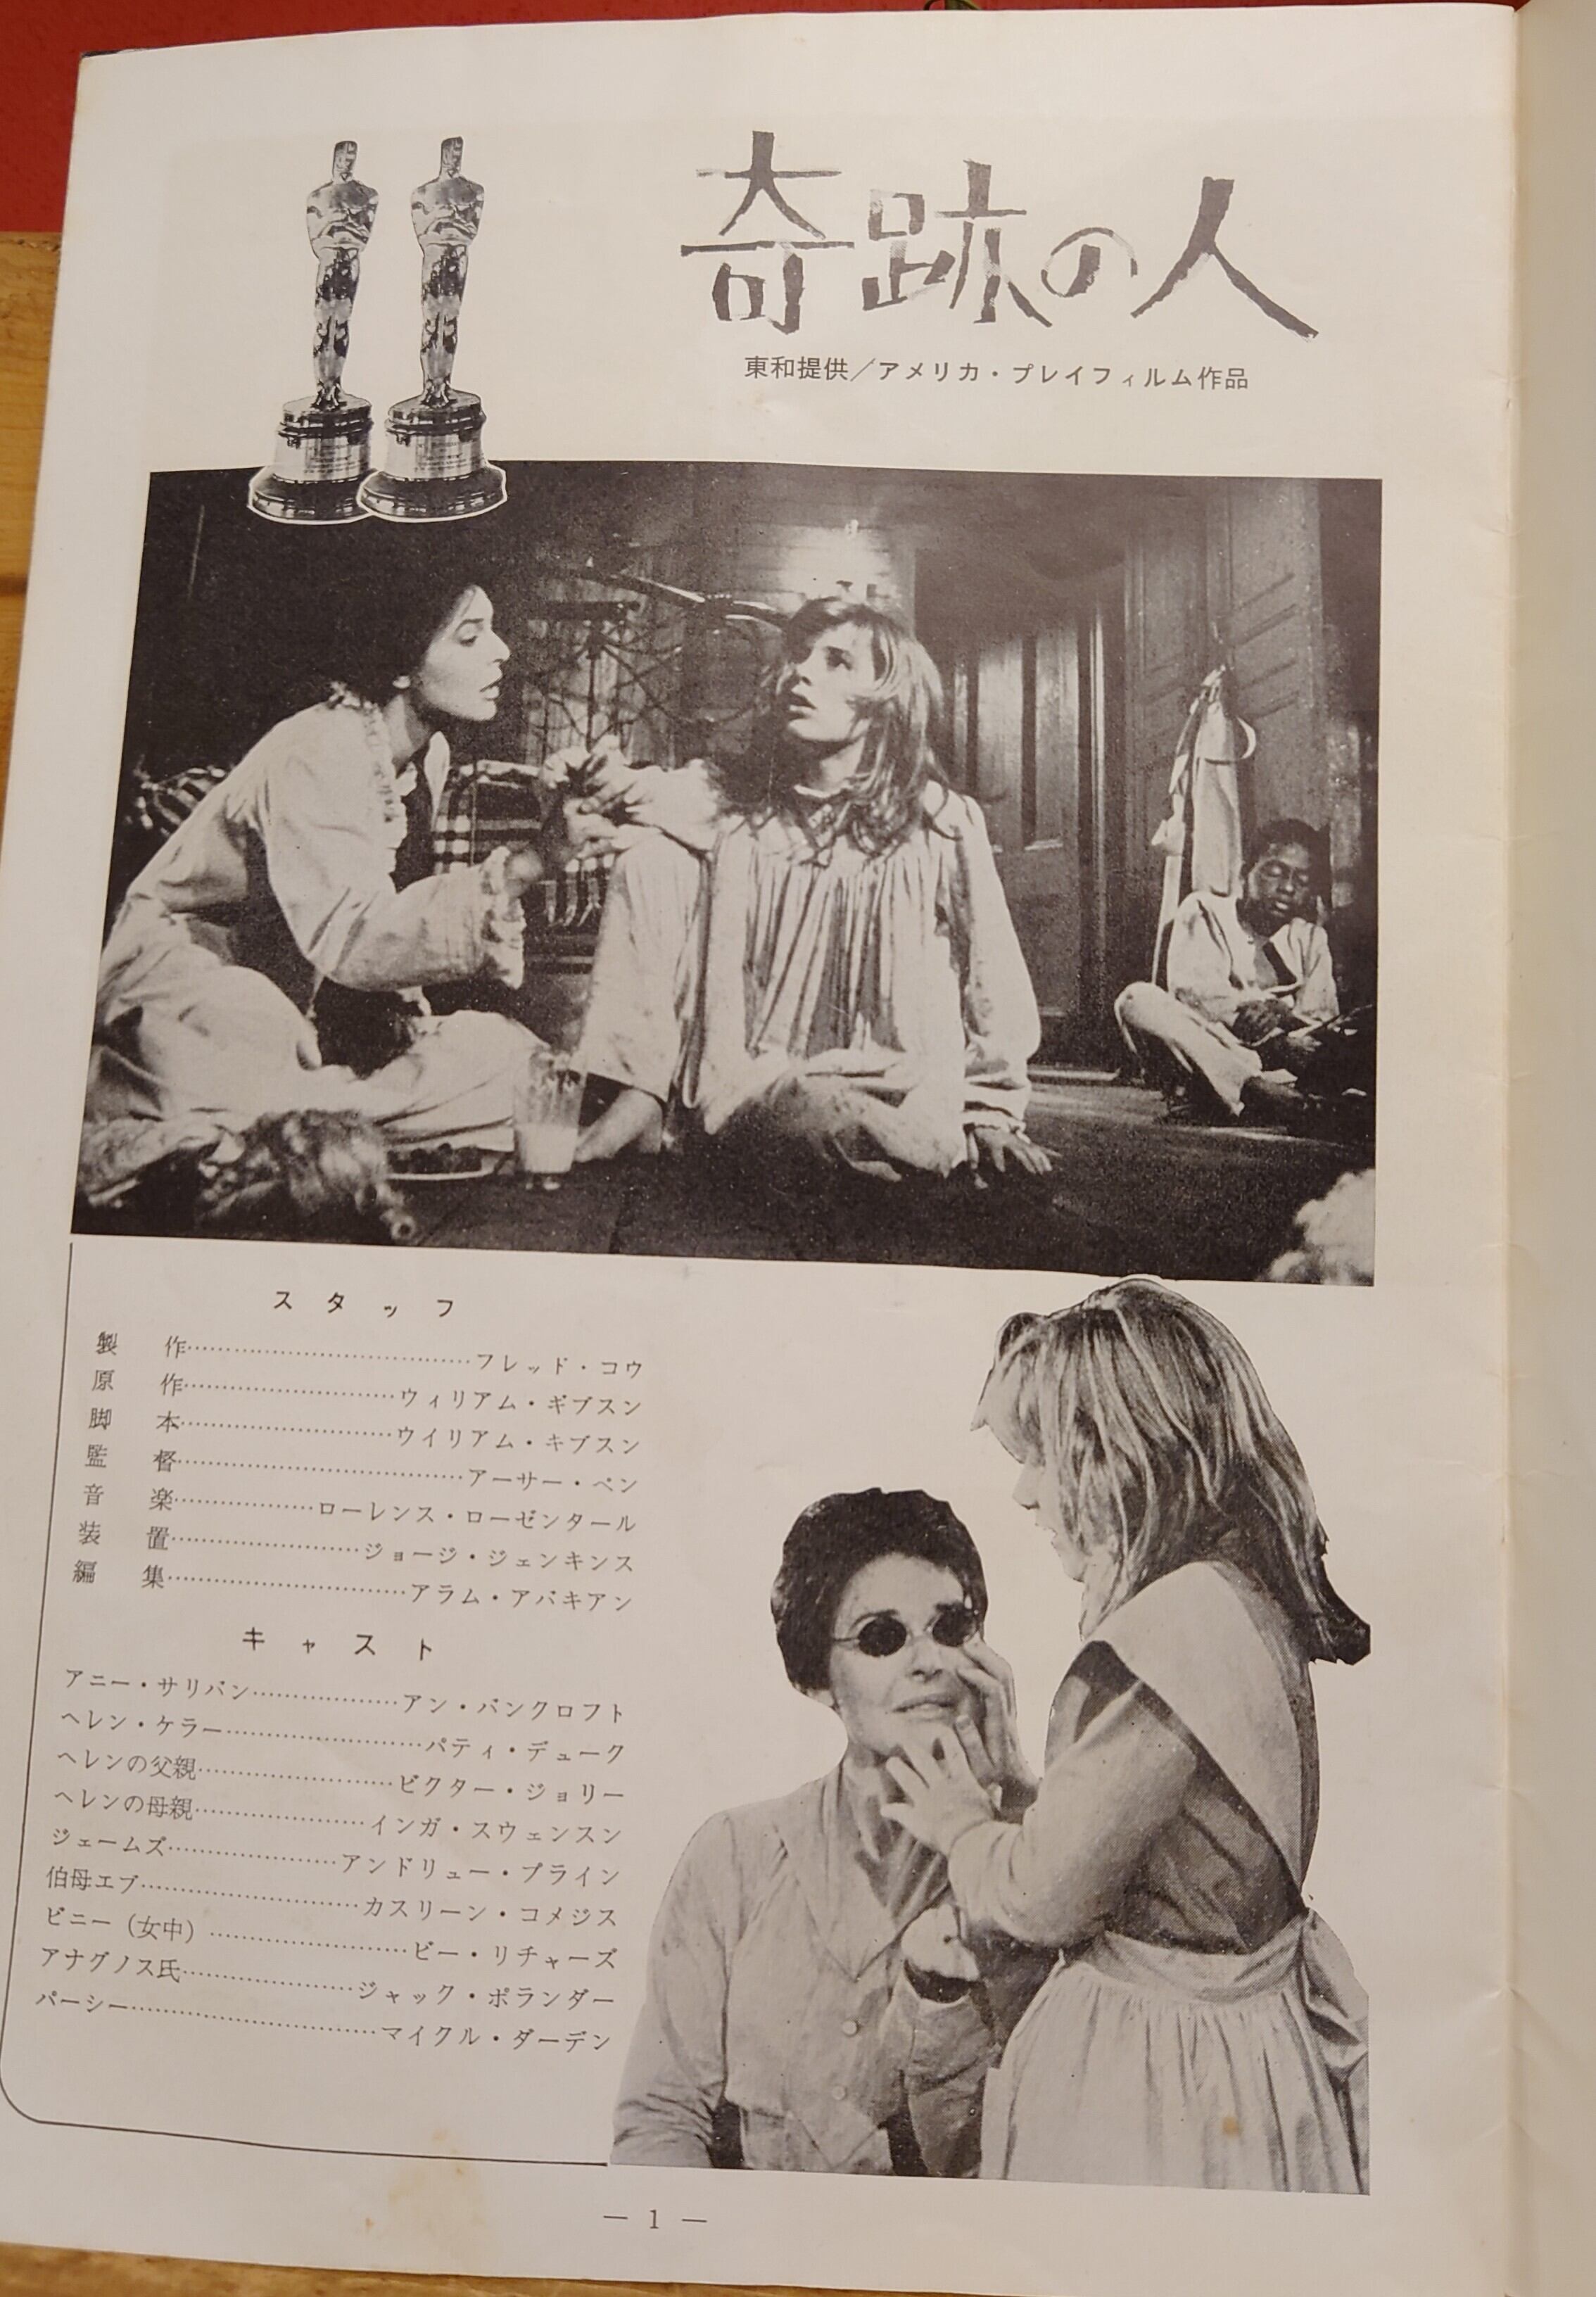 奇跡の人
東和提供／アメリカ・プレイフィルム作品
スタッフ
製作……………………………フレッド・コウ
原作……………………ウィリアム・ギブスン
脚本……………………ウイリアム・キブスン
監督……………………………アーサー・ペン
音楽……………ローレンス・ローゼンタール
装置…………………ジョージ・ジェンキンス
編集………………………アラム・アバキアン
キャスト
アニー・サリバン………………アン・バンクロフト
ヘレン・ケラー……………………パティ・デューク
ヘレンの父親……………………ビクター・ジョリー
ヘレンの母親…………………インガ・スウェンスン
ジェームズ…………………アンドリュー・プライン
伯母エブ………………………カスリーン・コメジス
ビニー（女中）……………………ビー・リチャーズ
アナグノス氏…………………ジャック・ポランダー
パーシー…………………………マイクル・ダーデン
― 1 ―